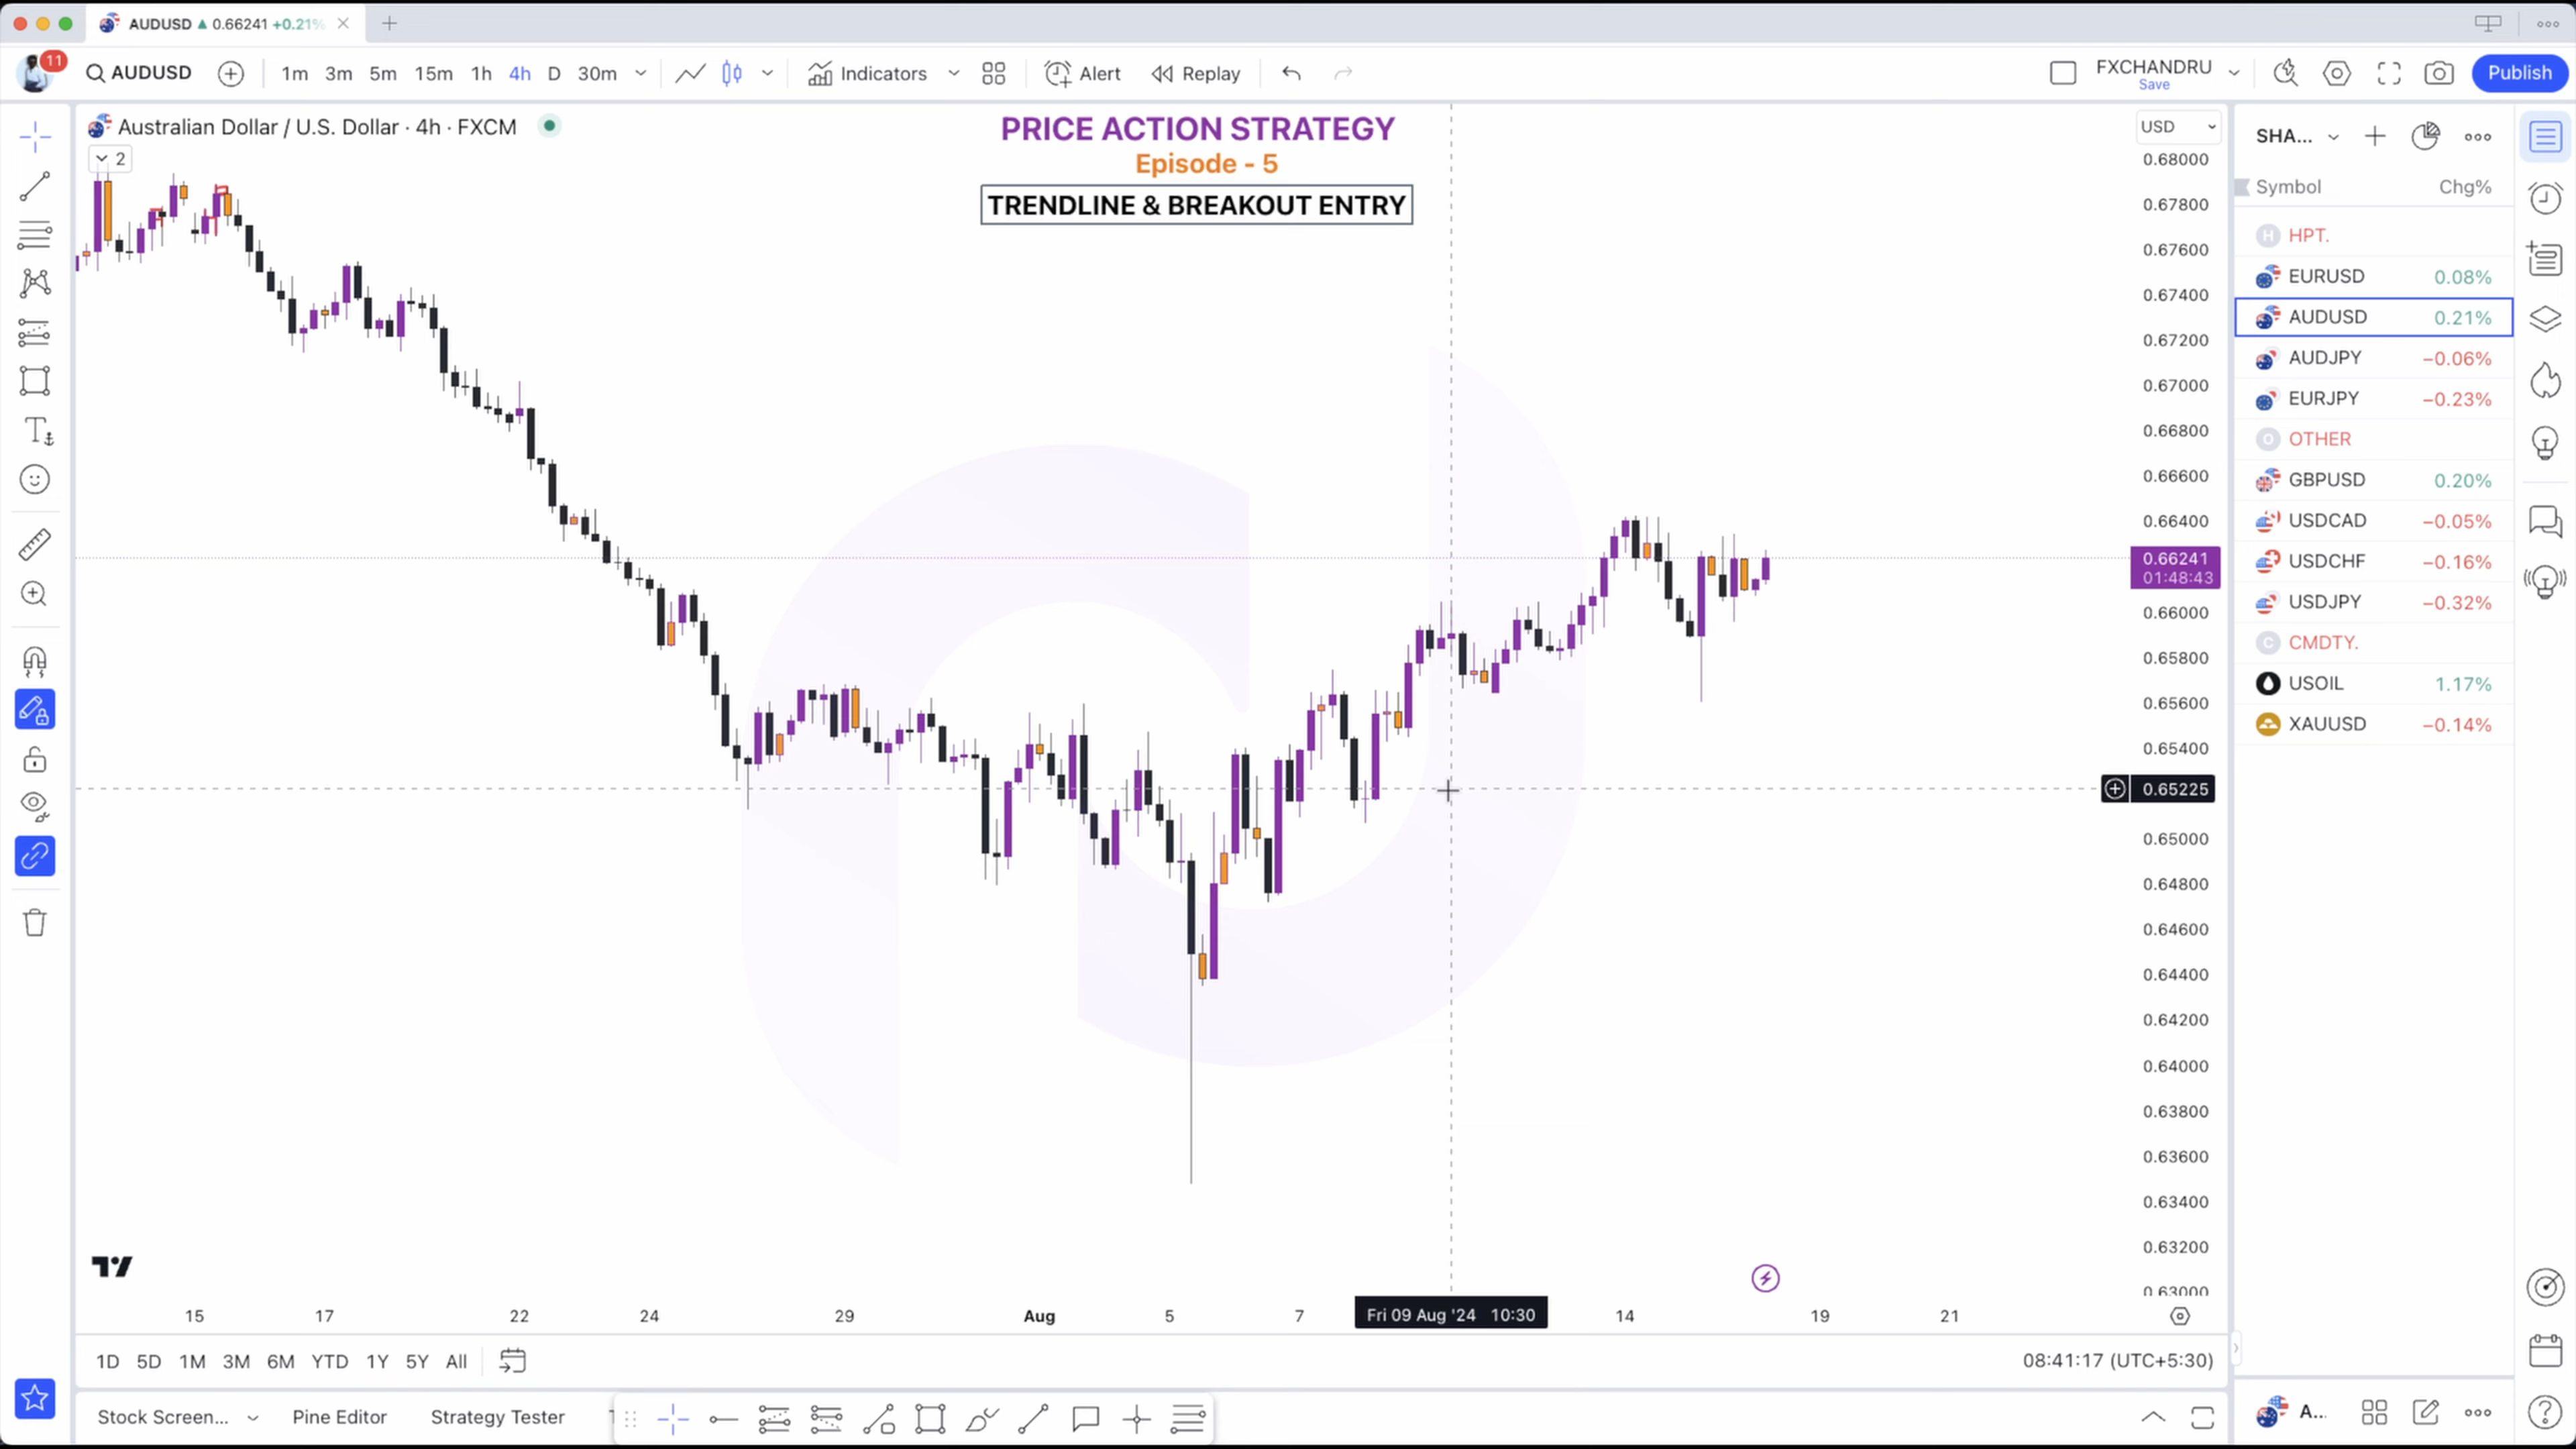 AUDUSD ▲ 0.66241 +0.21%
11
AUDUSD 1m 3m 5m 15m 1h 4h D 30m Indicators Alert Replay FXCHANDRU Publish
Save
Australian Dollar / U.S. Dollar · 4h · FXCM
2
PRICE ACTION STRATEGY
Episode - 5
TRENDLINE & BREAKOUT ENTRY
USD
0.68000
0.67800
0.67600
0.67400
0.67200
0.67000
0.66800
0.66600
0.66400
0.66241
01:48:43
0.66000
0.65800
0.65600
0.65400
0.65225
0.65000
0.64800
0.64600
0.64400
0.64200
0.64000
0.63800
0.63600
0.63400
0.63200
0.63000
SHA...
Symbol Chg%
H HPT.
EURUSD 0.08%
AUDUSD 0.21%
AUDJPY −0.06%
EURJPY −0.23%
O OTHER
GBPUSD 0.20%
USDCAD −0.05%
USDCHF −0.16%
USDJPY −0.32%
C CMDTY.
USOIL 1.17%
XAUUSD −0.14%
15 17 22 24 29 Aug 5 7 Fri 09 Aug '24 10:30 14 19 21
1D 5D 1M 3M 6M YTD 1Y 5Y All
08:41:17 (UTC+5:30)
Stock Screen... Pine Editor Strategy Tester
A...